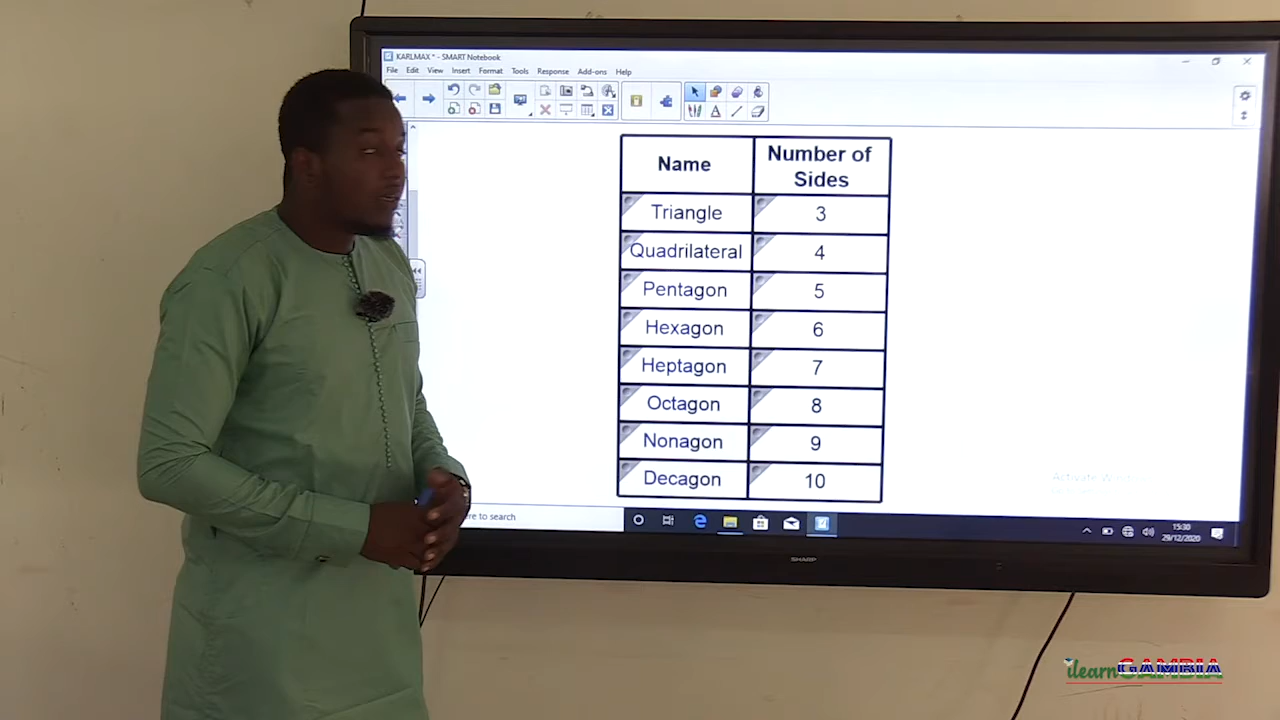 KARLMAX * - SMART Notebook
File Edit View Insert Format Tools Response Add-ons Help
Name Number of Sides
Triangle 3
Quadrilateral 4
Pentagon 5
Hexagon 6
Heptagon 7
Octagon 8
Nonagon 9
Decagon 10
Activate
ere to search
15:30
29/12/2020
SHARP
ilearnGAMBIA